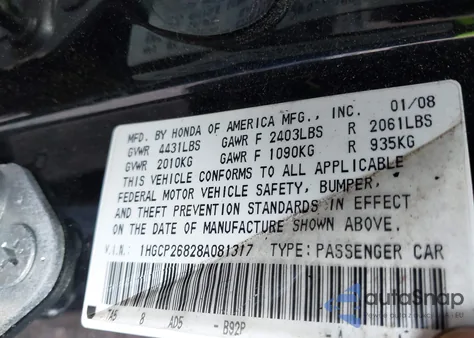 MFD. BY HONDA OF AMERICA MFG., INC. 01/08
GVWR 4431LBS GAWR F 2403LBS R 2061LBS
GVWR 2010KG GAWR F 1090KG R 935KG
THIS VEHICLE CONFORMS TO ALL APPLICABLE
FEDERAL MOTOR VEHICLE SAFETY, BUMPER,
AND THEFT PREVENTION STANDARDS IN EFFECT
ON THE DATE OF MANUFACTURE SHOWN ABOVE.
V.I.N.: 1HGCP26828A081317 TYPE: PASSENGER CAR
TA5 8 AD5 - B92P - A
autoSnap